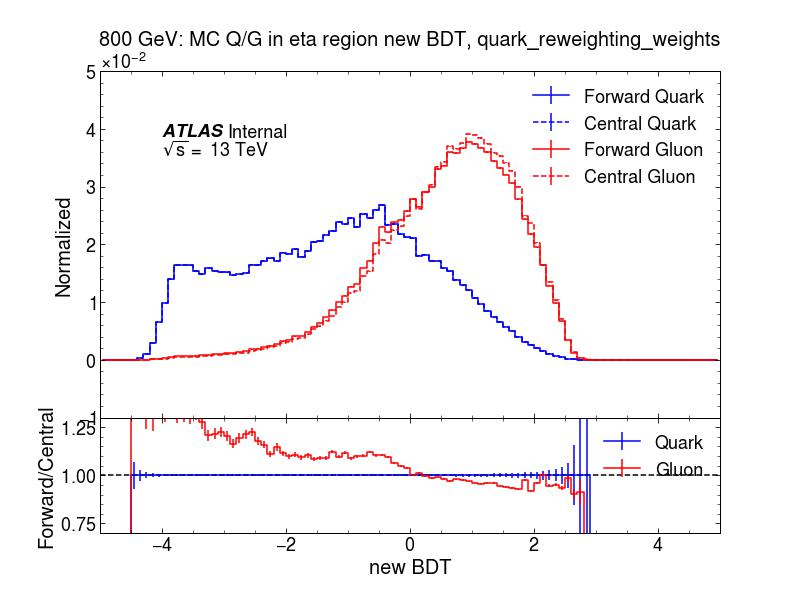 800 GeV: MC Q/G in eta region new BDT, quark_reweighting_weights
×10⁻²
5
4
3
2
1
0
−1
Normalized
ATLAS Internal
√s = 13 TeV
Forward Quark
Central Quark
Forward Gluon
Central Gluon
1.25
1.00
0.75
Forward/Central
Quark
Gluon
−4 −2 0 2 4
new BDT